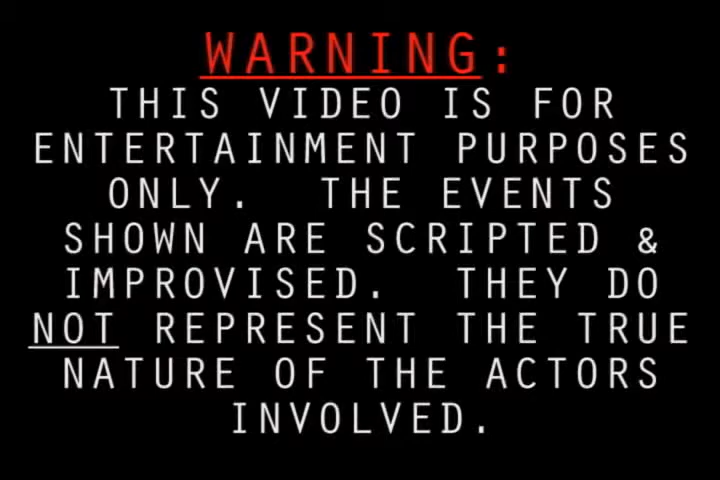 WARNING:
THIS VIDEO IS FOR
ENTERTAINMENT PURPOSES
ONLY. THE EVENTS
SHOWN ARE SCRIPTED &
IMPROVISED. THEY DO
NOT REPRESENT THE TRUE
NATURE OF THE ACTORS
INVOLVED.